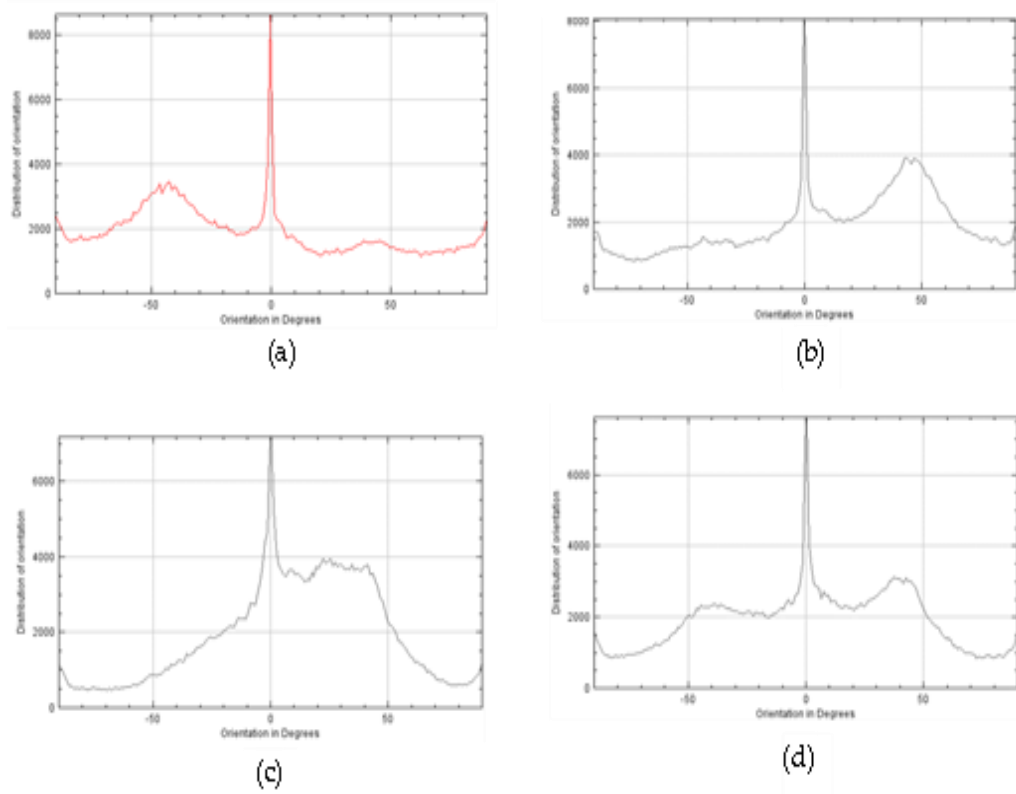 8000
6000
4000
2000
0
Distribution of orientation
-50 0 50
Orientation in Degrees
(a)
8000
6000
4000
2000
0
Distribution of orientation
-50 0 50
Orientation in Degrees
(b)
6000
4000
2000
0
Distribution of orientation
-50 0 50
Orientation in Degrees
(c)
6000
4000
2000
0
Distribution of orientation
-50 0 50
Orientation in Degrees
(d)